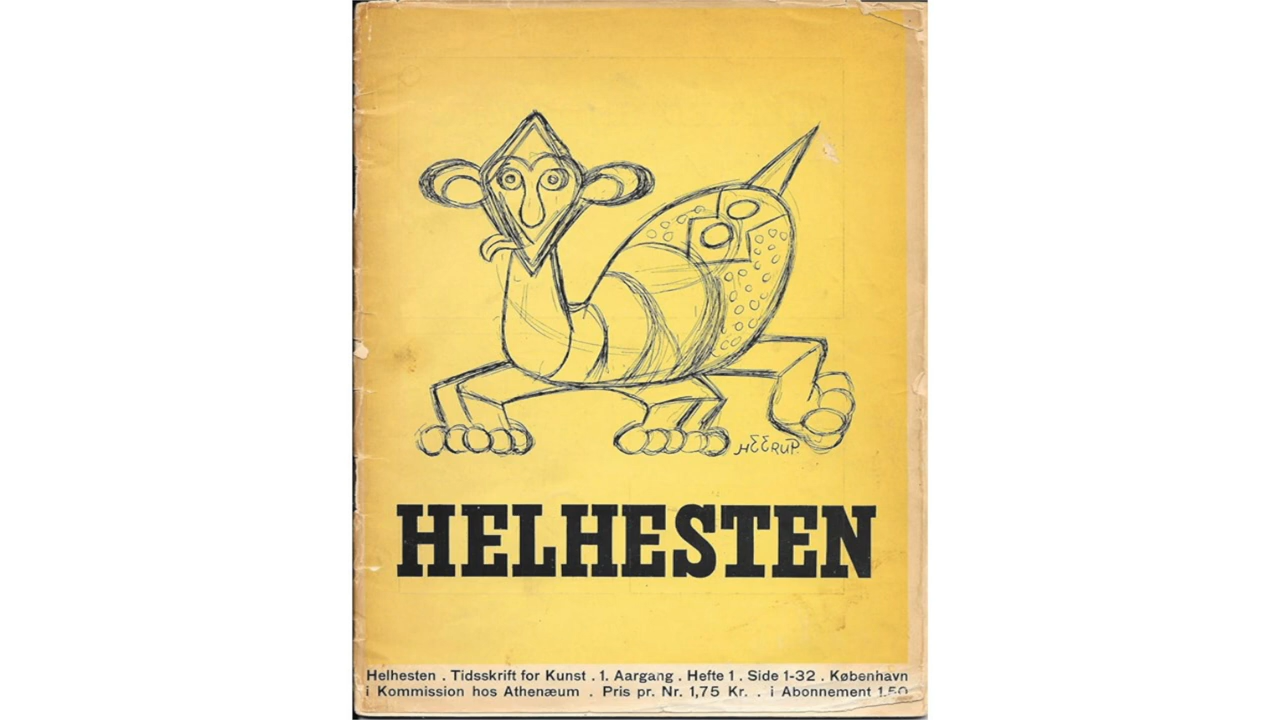 HEERUP.
HELHESTEN
Helhesten . Tidsskrift for Kunst . 1. Aargang . Hefte 1 . Side 1-32 . København
i Kommission hos Athenæum . Pris pr. Nr. 1,75 Kr. . i Abonnement 1.50